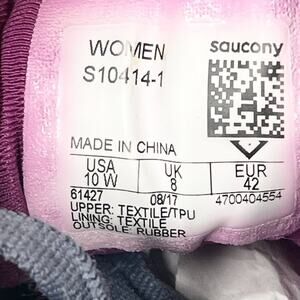 WOMEN saucony
S10414-1
MADE IN CHINA
USA UK EUR
10 W 8 42
61427 08/17 4700404554
UPPER: TEXTILE/TPU
LINING: TEXTILE
OUTSOLE: RUBBER